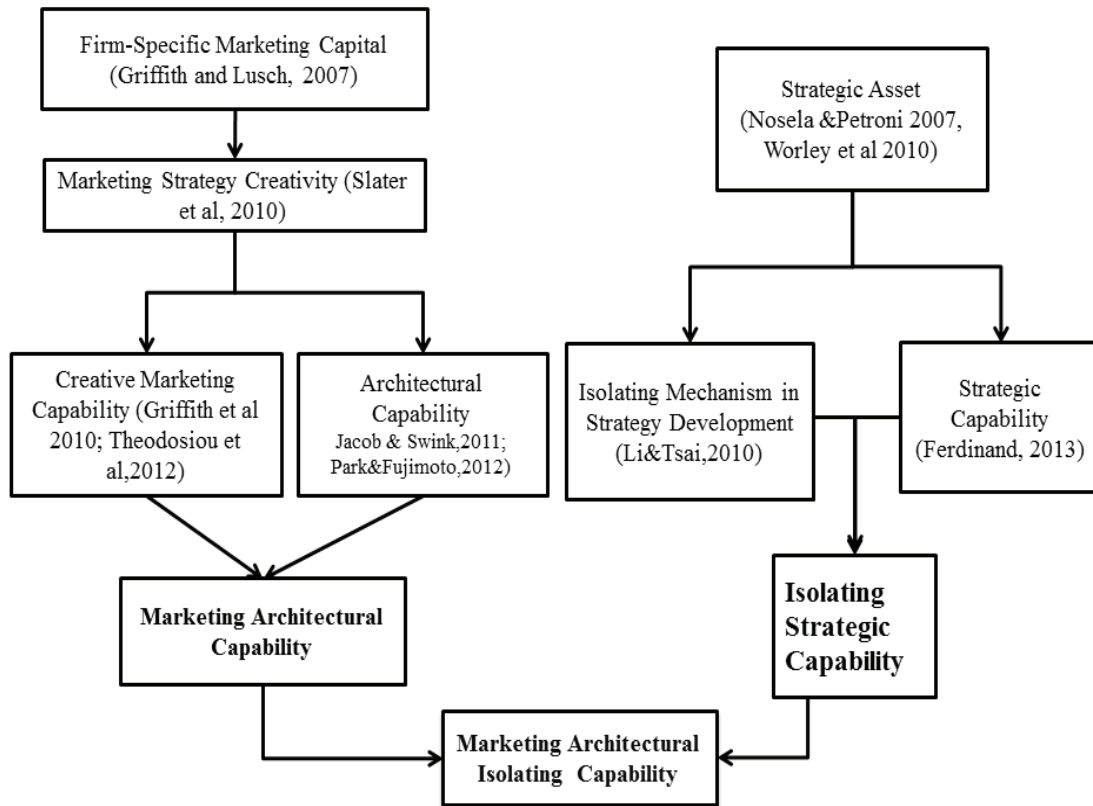 Firm-Specific Marketing Capital
(Griffith and Lusch, 2007)
Strategic Asset
(Nosela &Petroni 2007,
Worley et al 2010)
Marketing Strategy Creativity (Slater
et al, 2010)
Creative Marketing
Capability (Griffith et al
2010; Theodosiou et
al,2012)
Architectural
Capability
Jacob & Swink,2011;
Park&Fujimoto,2012)
Isolating Mechanism in
Strategy Development
(Li&Tsai,2010)
Strategic
Capability
(Ferdinand, 2013)
Marketing Architectural
Capability
Isolating
Strategic
Capability
Marketing Architectural
Isolating Capability